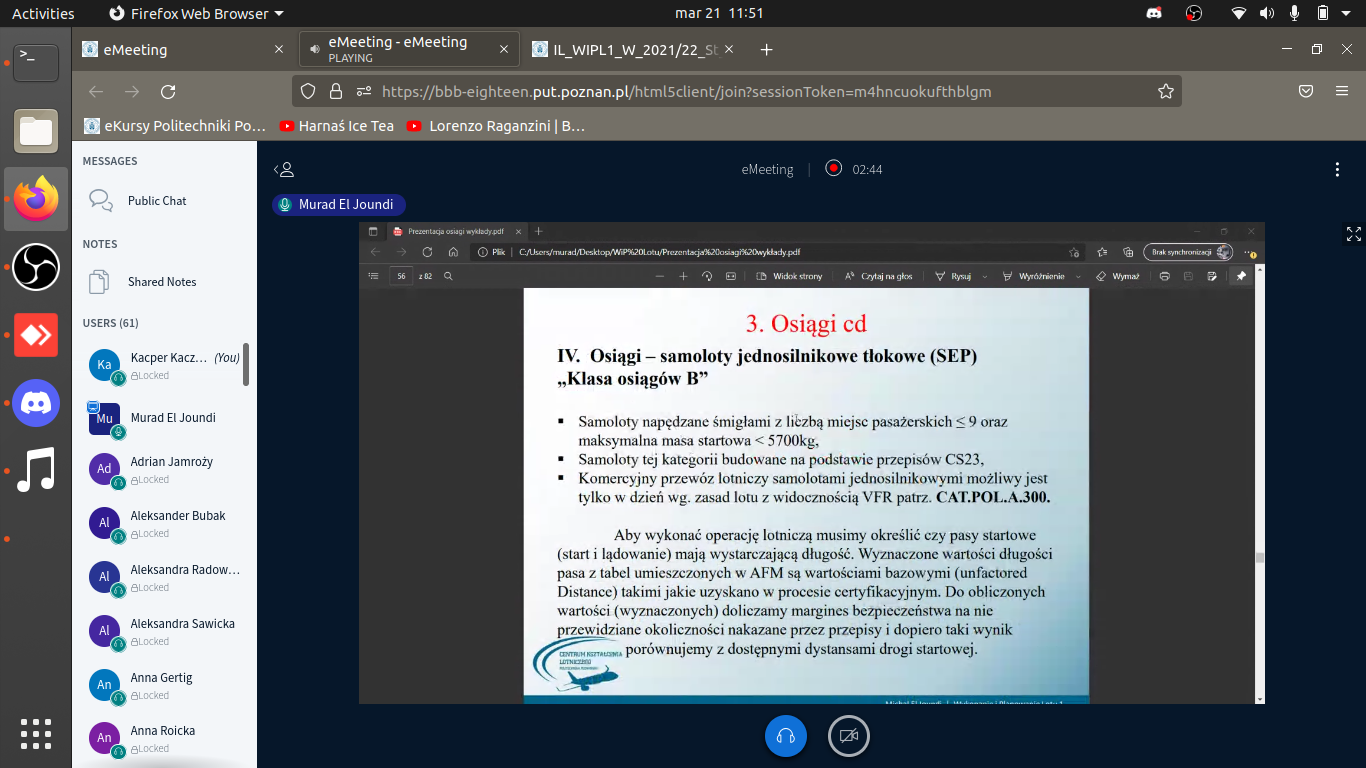 Activities
Firefox Web Browser
mar 21 11:51
eMeeting
eMeeting - eMeeting
PLAYING
IL_WIPL1_W_2021/22_St
https://bbb-eighteen.put.poznan.pl/html5client/join?sessionToken=m4hncuokufthblgm
eKursy Politechniki Po…
Harnaś Ice Tea
Lorenzo Raganzini | B…
MESSAGES
Public Chat
NOTES
Shared Notes
USERS (61)
Ka
Kacper Kacz… (You)
Locked
Mu
Murad El Joundi
Ad
Adrian Jamroży
Locked
Al
Aleksander Bubak
Locked
Al
Aleksandra Radow…
Locked
Al
Aleksandra Sawicka
Locked
An
Anna Gertig
Locked
An
Anna Roicka
Locked
eMeeting
02:44
Murad El Joundi
Prezentacja osiągi wykłady.pdf
Plik
C:/Users/murad/Desktop/WiP%20Lotu/Prezentacja%20osiągi%20wykłady.pdf
Brak synchronizacji
56 z 82
Widok strony
Czytaj na głos
Rysuj
Wyróżnienie
Wymaż
3. Osiągi cd
IV. Osiągi – samoloty jednosilnikowe tłokowe (SEP)
„Klasa osiągów B”
▪ Samoloty napędzane śmigłami z liczbą miejsc pasażerskich ≤ 9 oraz
maksymalna masa startowa < 5700kg,
▪ Samoloty tej kategorii budowane na podstawie przepisów CS23,
▪ Komercyjny przewóz lotniczy samolotami jednosilnikowymi możliwy jest
tylko w dzień wg. zasad lotu z widocznością VFR patrz. CAT.POL.A.300.
Aby wykonać operację lotniczą musimy określić czy pasy startowe
(start i lądowanie) mają wystarczającą długość. Wyznaczone wartości długości
pasa z tabel umieszczonych w AFM są wartościami bazowymi (unfactored
Distance) takimi jakie uzyskano w procesie certyfikacyjnym. Do obliczonych
wartości (wyznaczonych) doliczamy margines bezpieczeństwa na nie
przewidziane okoliczności nakazane przez przepisy i dopiero taki wynik
porównujemy z dostępnymi dystansami drogi startowej.
CENTRUM KSZTAŁCENIA
LOTNICZEGO